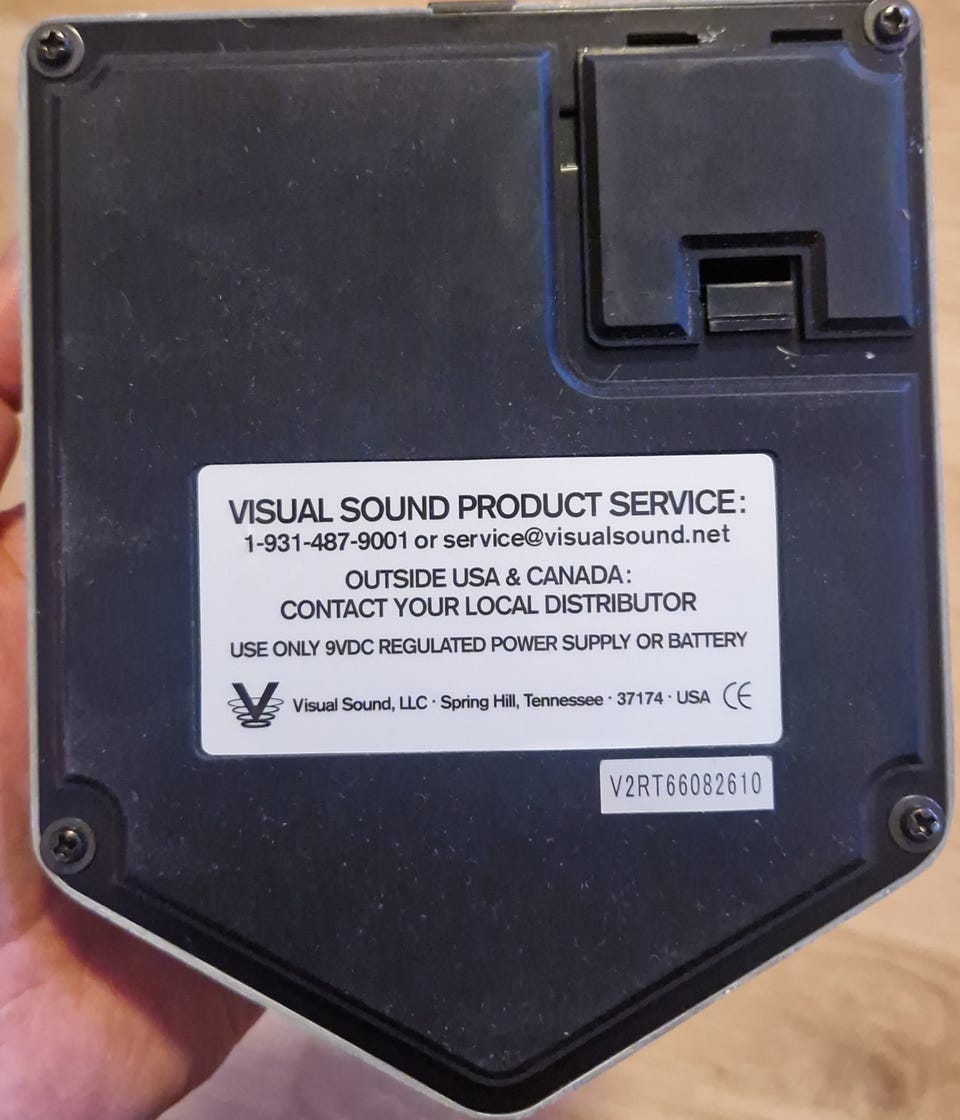 VISUAL SOUND PRODUCT SERVICE:
1-931-487-9001 or service@visualsound.net
OUTSIDE USA & CANADA:
CONTACT YOUR LOCAL DISTRIBUTOR
USE ONLY 9VDC REGULATED POWER SUPPLY OR BATTERY
V Visual Sound, LLC · Spring Hill, Tennessee · 37174 · USA CE
V2RT66082610